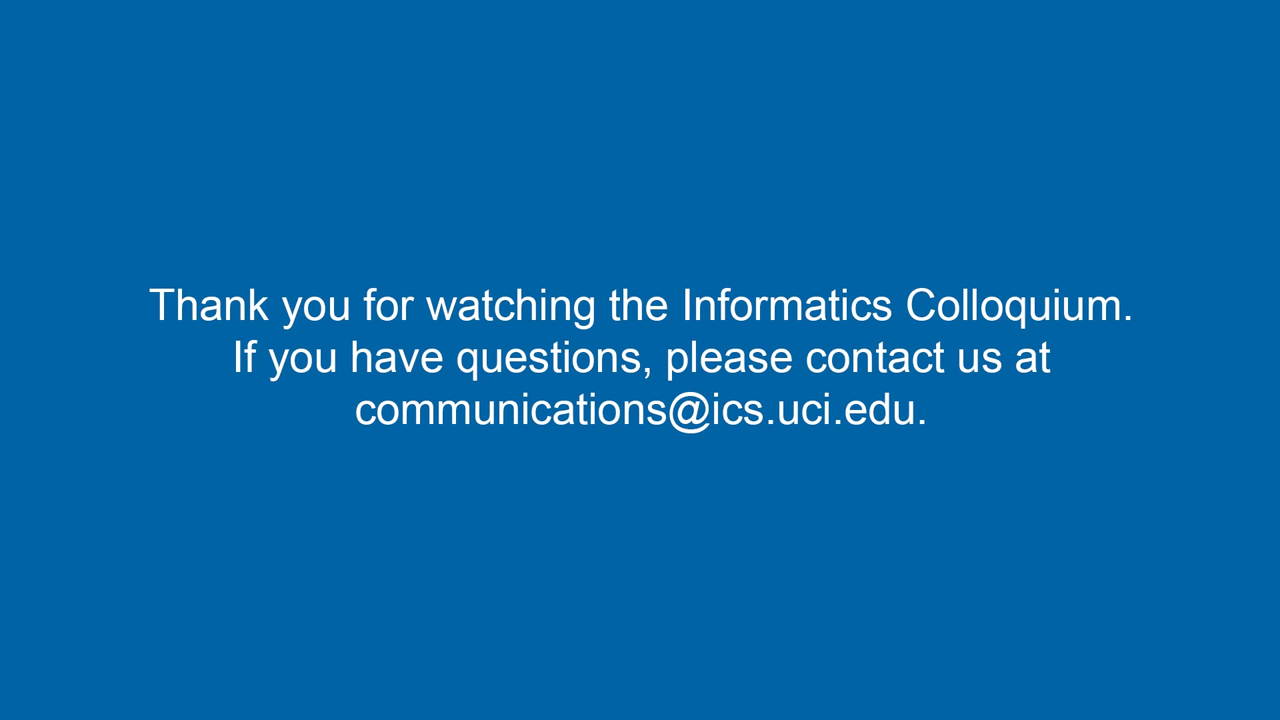 Thank you for watching the Informatics Colloquium.
If you have questions, please contact us at
communications@ics.uci.edu.